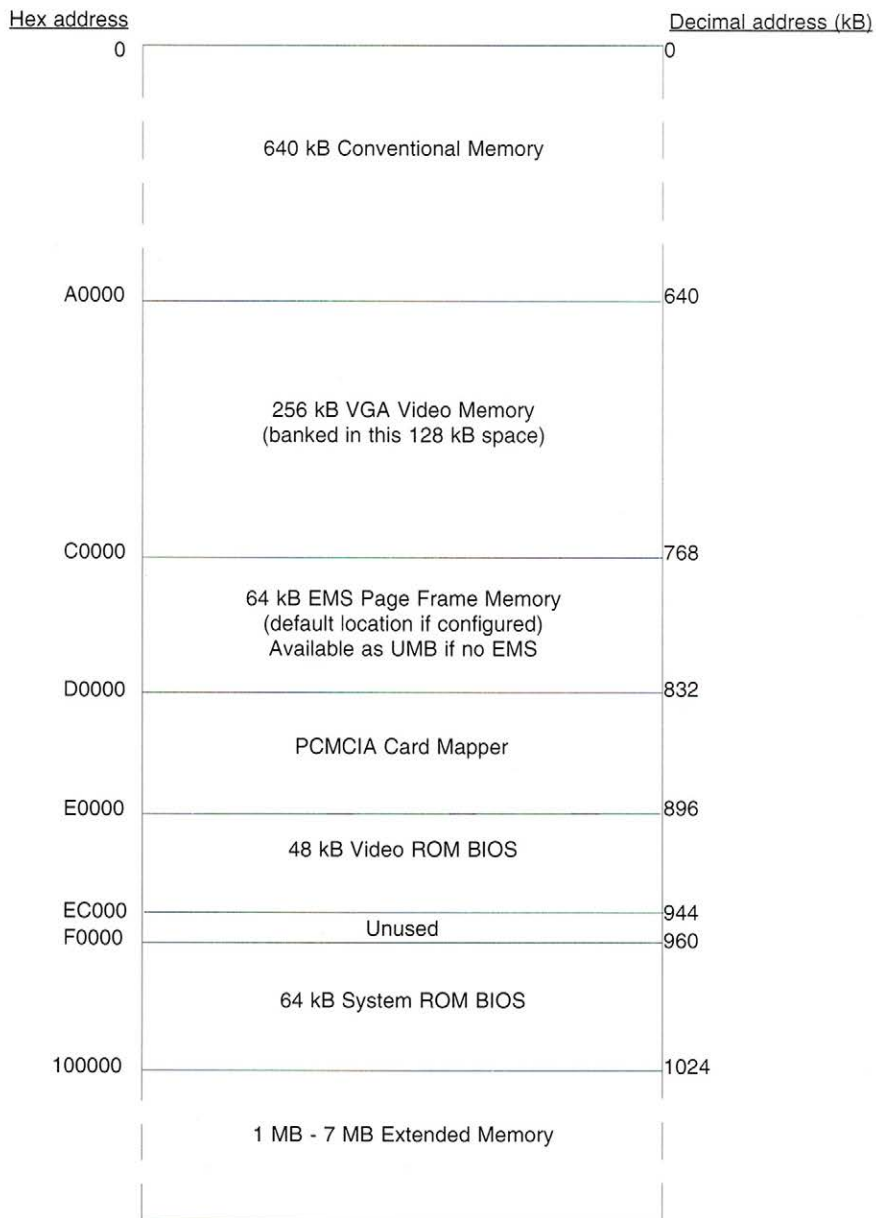 Hex address Decimal address (kB)
0 0
640 kB Conventional Memory
A0000 640
256 kB VGA Video Memory
(banked in this 128 kB space)
C0000 768
64 kB EMS Page Frame Memory
(default location if configured)
Available as UMB if no EMS
D0000 832
PCMCIA Card Mapper
E0000 896
48 kB Video ROM BIOS
EC000 944
Unused
F0000 960
64 kB System ROM BIOS
100000 1024
1 MB - 7 MB Extended Memory